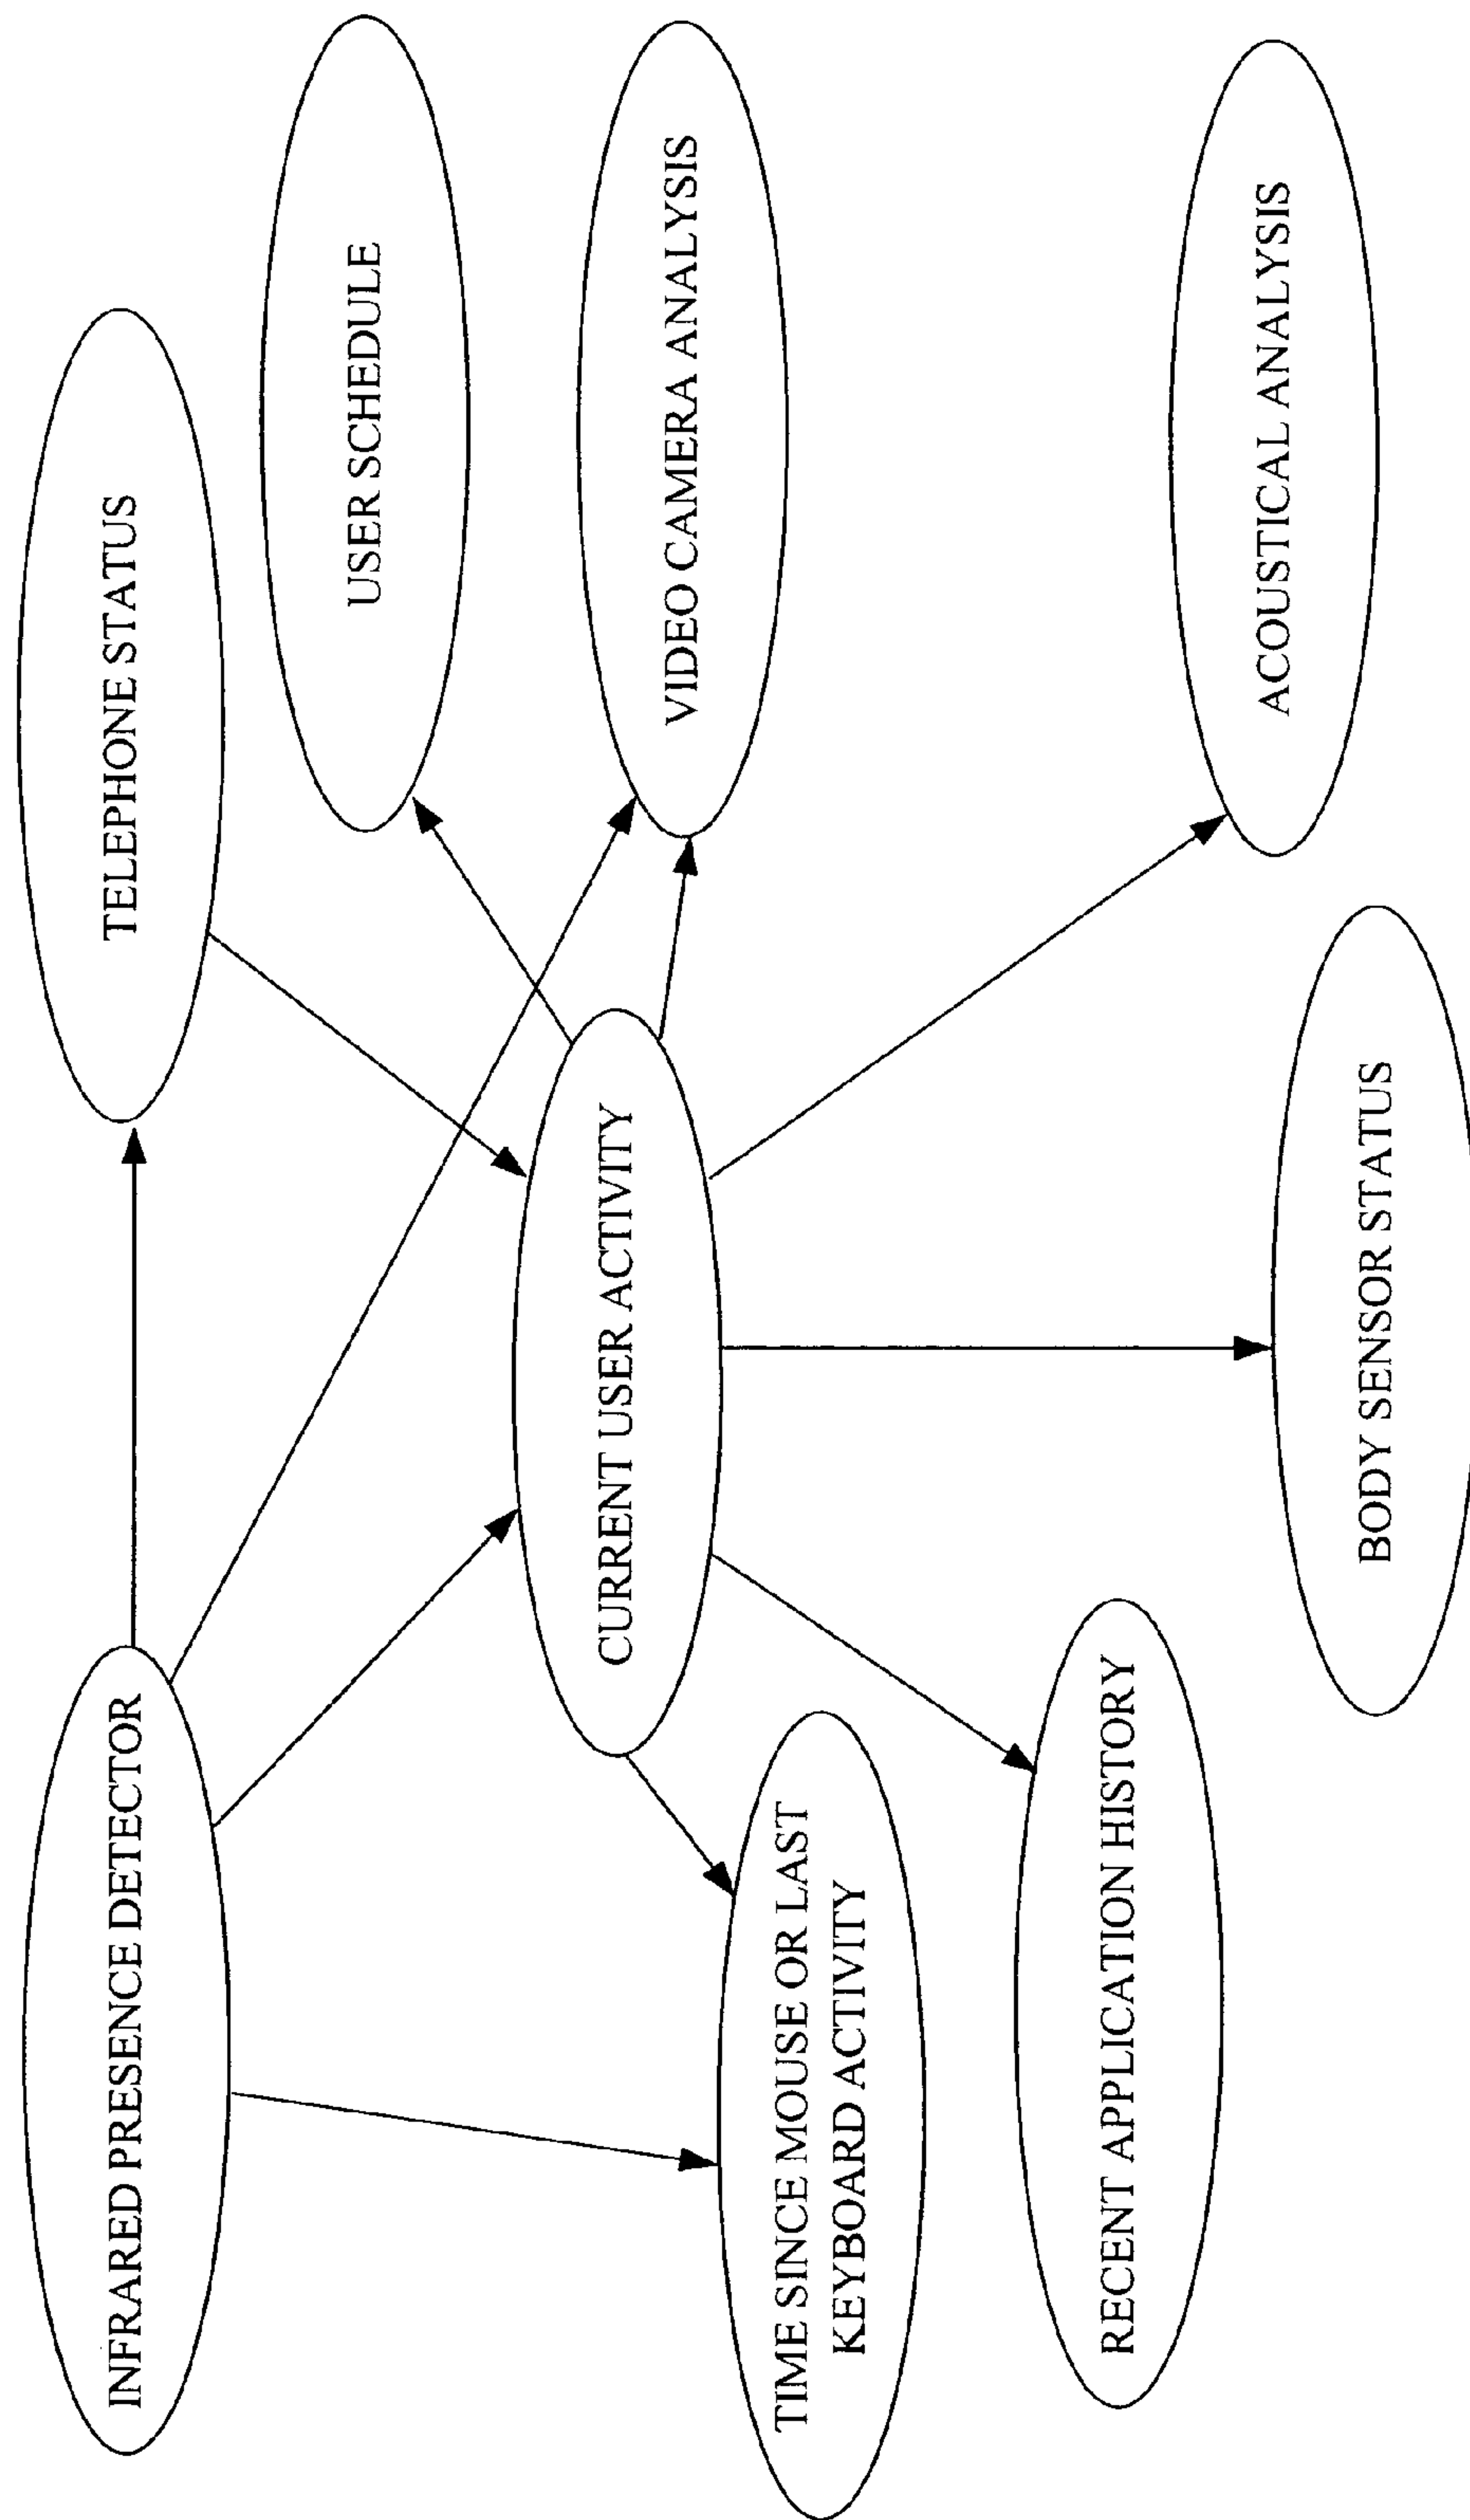 INFRARED PRESENCE DETECTOR
TELEPHONE STATUS
USER SCHEDULE
CURRENT USER ACTIVITY
VIDEO CAMERA ANALYSIS
TIME SINCE MOUSE OR LAST
KEYBOARD ACTIVITY
RECENT APPLICATION HISTORY
ACOUSTICAL ANALYSIS
BODY SENSOR STATUS